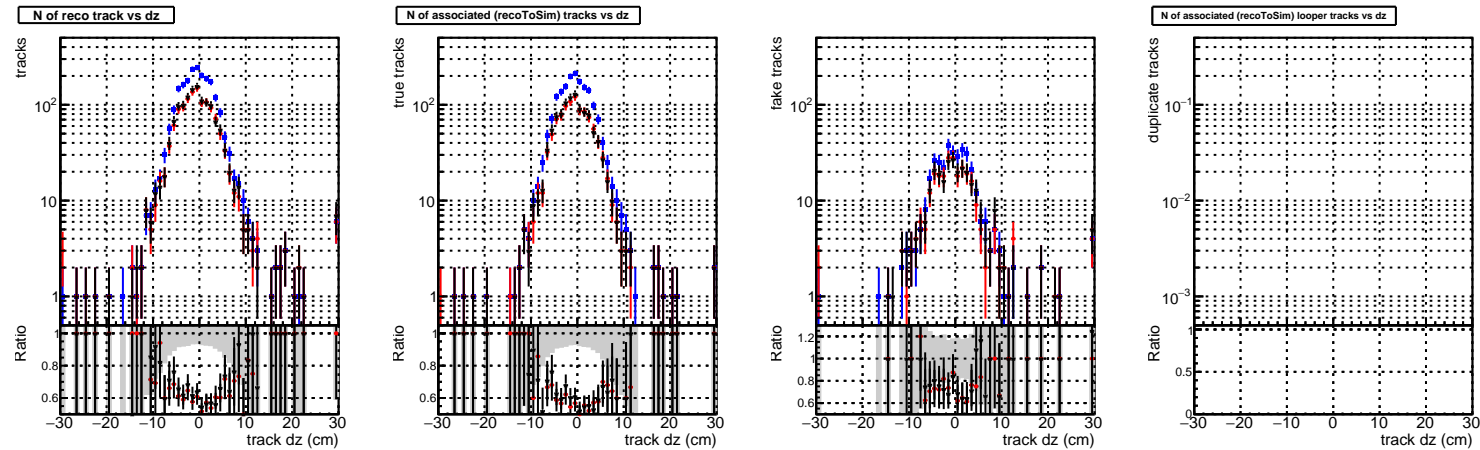 N of reco track vs dz
tracks
10²
10
1
Ratio
1
0.8
0.6
−30 −20 −10 0 10 20 30
track dz (cm)
N of associated (recoToSim) tracks vs dz
true tracks
10²
10
1
Ratio
1
0.8
0.6
−30 −20 −10 0 10 20 30
track dz (cm)
fake tracks
10²
10
1
Ratio
1.2
1
0.8
0.6
−30 −20 −10 0 10 20 30
track dz (cm)
N of associated (recoToSim) looper tracks vs dz
duplicate tracks
10⁻¹
10⁻²
10⁻³
Ratio
1
0.5
0
−30 −20 −10 0 10 20 30
track dz (cm)